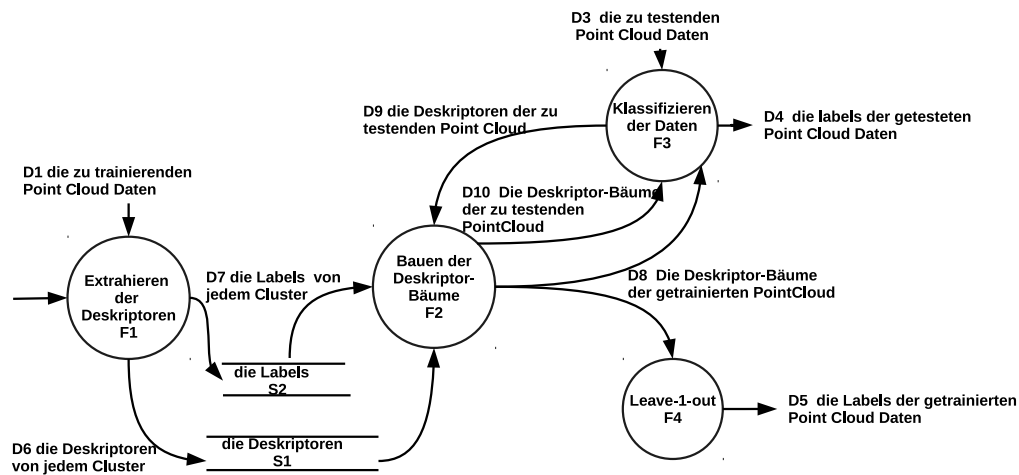 D3  die zu testenden
Point Cloud Daten
D9 die Deskriptoren der zu
testenden Point Cloud
Klassifizieren
der Daten
F3
D4  die labels der getesteten
Point Cloud Daten
D1 die zu trainierenden
Point Cloud Daten
D10  Die Deskriptor-Bäume
der zu testenden
PointCloud
Extrahieren
der
Deskriptoren
F1
D7 die Labels  von
jedem Cluster
Bauen der
Deskriptor-
Bäume
F2
D8  Die Deskriptor-Bäume
der getrainierten PointCloud
die Labels
S2
Leave-1-out
F4
D5  die Labels der getrainierten
Point Cloud Daten
D6 die Deskriptoren
von jedem Cluster
die Deskriptoren
S1